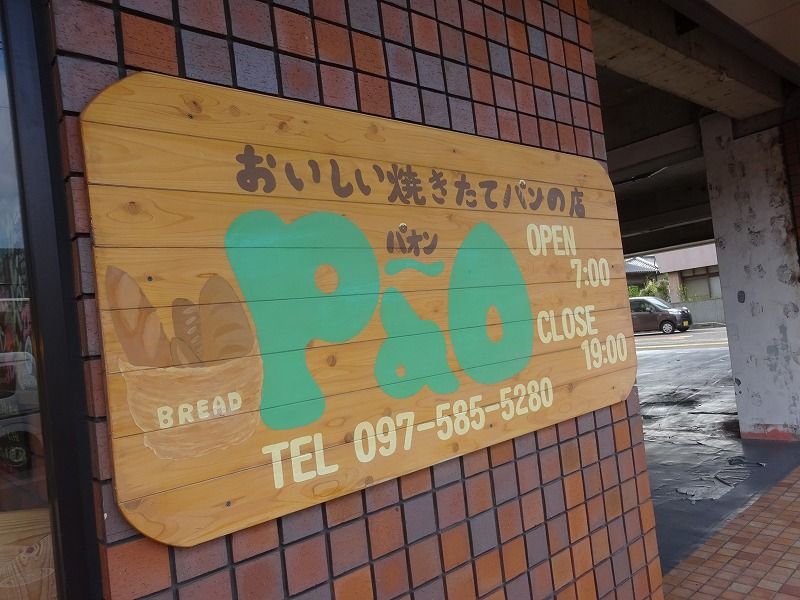 おいしい焼きたてパンの店
パオン
Pão
OPEN
7:00
CLOSE
19:00
BREAD
TEL 097-585-5280